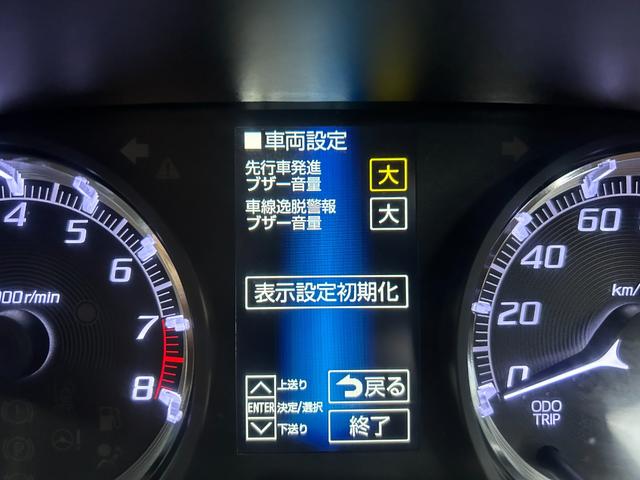 ■車両設定
先行車発進
ブザー音量
大
車線逸脱警報
ブザー音量
大
表示設定初期化
上送り
ENTER 決定/選択
下送り
戻る
終了
4
5
6
7
8
000r/min
60
40
20
0
km/
ODO
TRIP